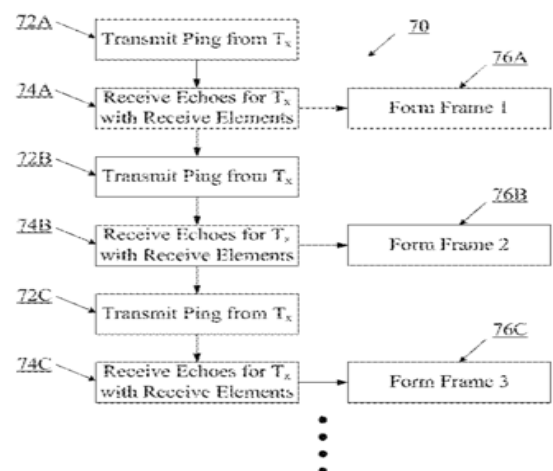 72A
Transmit Ping from Tx
70
74A
Receive Echoes for Tx
with Receive Elements
76A
Form Frame 1
72B
Transmit Ping from Tx
74B
Receive Echoes for Tx
with Receive Elements
76B
Form Frame 2
72C
Transmit Ping from Tx
74C
Receive Echoes for Tx
with Receive Elements
76C
Form Frame 3